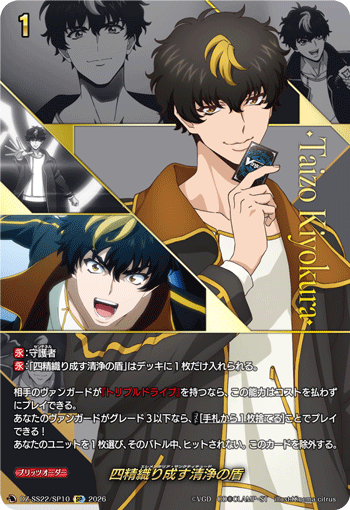 1
Taizo Kiyokura
永:守護者
永:「四精織り成す清浄の盾」はデッキに1枚だけ入れられる。
相手のヴァンガードが『トリプルドライブ』を持つなら、この能力はコストを払わず
にプレイできる。
あなたのヴァンガードがグレード3以下なら、【手札から1枚捨てる】ことでプレイ
できる!
あなたのユニットを1枚選び、そのバトル中、ヒットされない。このカードを除外する。
ブリッツオーダー
四精織り成す清浄の盾
DZ-SS22/SP10 SP 2026
©VGD